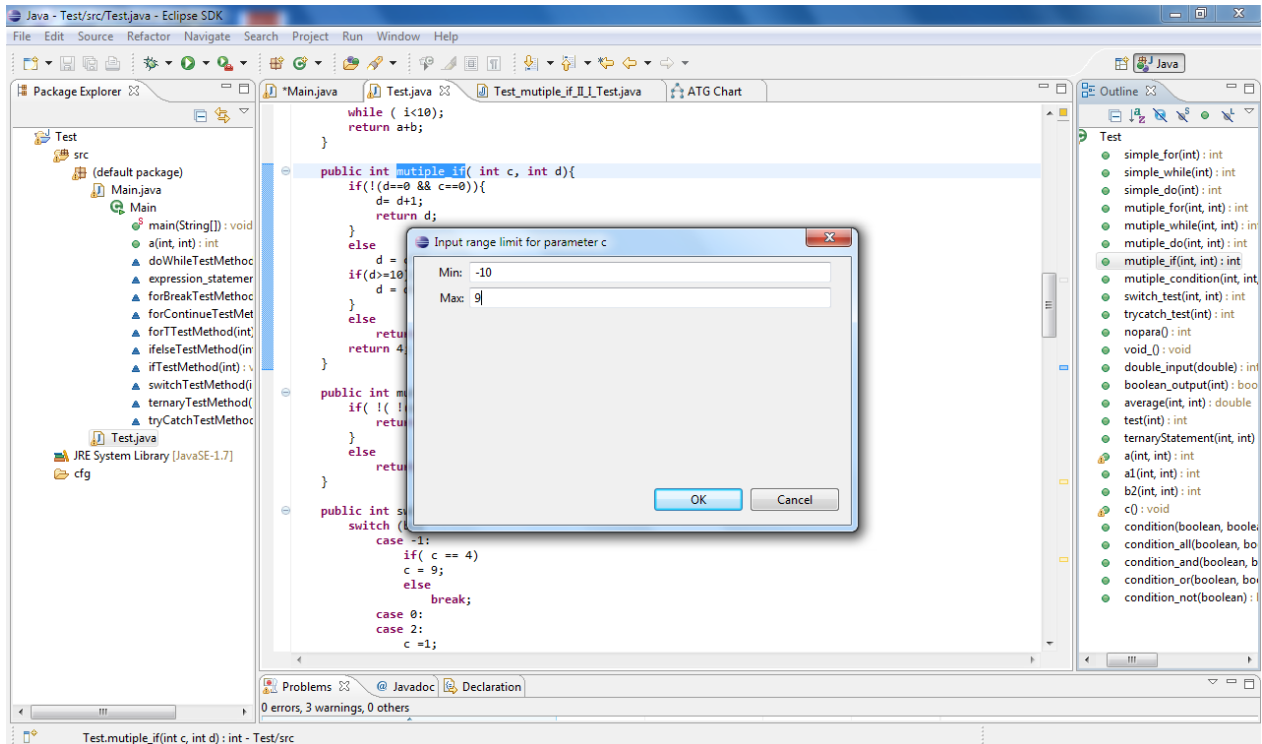 Java - Test/src/Test.java - Eclipse SDK
File Edit Source Refactor Navigate Search Project Run Window Help
Java
Package Explorer
*Main.java
Test.java
Test_mutiple_if_II_I_Test.java
ATG Chart
Outline
Test
src
(default package)
Main.java
Main
main(String[]) : void
a(int, int) : int
doWhileTestMethod
expression_statemer
forBreakTestMethod
forContinueTestMet
forTTestMethod(int)
ifelseTestMethod(in
ifTestMethod(int) : v
switchTestMethod(i
ternaryTestMethod(
tryCatchTestMethod
Test.java
JRE System Library [JavaSE-1.7]
cfg
while ( i<10);
return a+b;
}
public int mutiple_if( int c, int d){
if(!(d==0 && c==0)){
d= d+1;
return d;
}
else
d =
if(d>=10
d =
}
else
retu
return 4
}
public int mu
if( !( !
retu
}
else
retu
}
public int sw
switch (
case -1:
if( c == 4)
c = 9;
else
break;
case 0:
case 2:
c =1;
Input range limit for parameter c
Min: -10
Max: 9
OK Cancel
Test
simple_for(int) : int
simple_while(int) : int
simple_do(int) : int
mutiple_for(int, int) : int
mutiple_while(int, int) : in
mutiple_do(int, int) : int
mutiple_if(int, int) : int
mutiple_condition(int, int,
switch_test(int, int) : int
trycatch_test(int) : int
nopara() : int
void_() : void
double_input(double) : int
boolean_output(int) : boo
average(int, int) : double
test(int) : int
ternaryStatement(int, int)
a(int, int) : int
a1(int, int) : int
b2(int, int) : int
c() : void
condition(boolean, boole
condition_all(boolean, bo
condition_and(boolean, b
condition_or(boolean, boo
condition_not(boolean) :
Problems @ Javadoc Declaration
0 errors, 3 warnings, 0 others
Test.mutiple_if(int c, int d) : int - Test/src